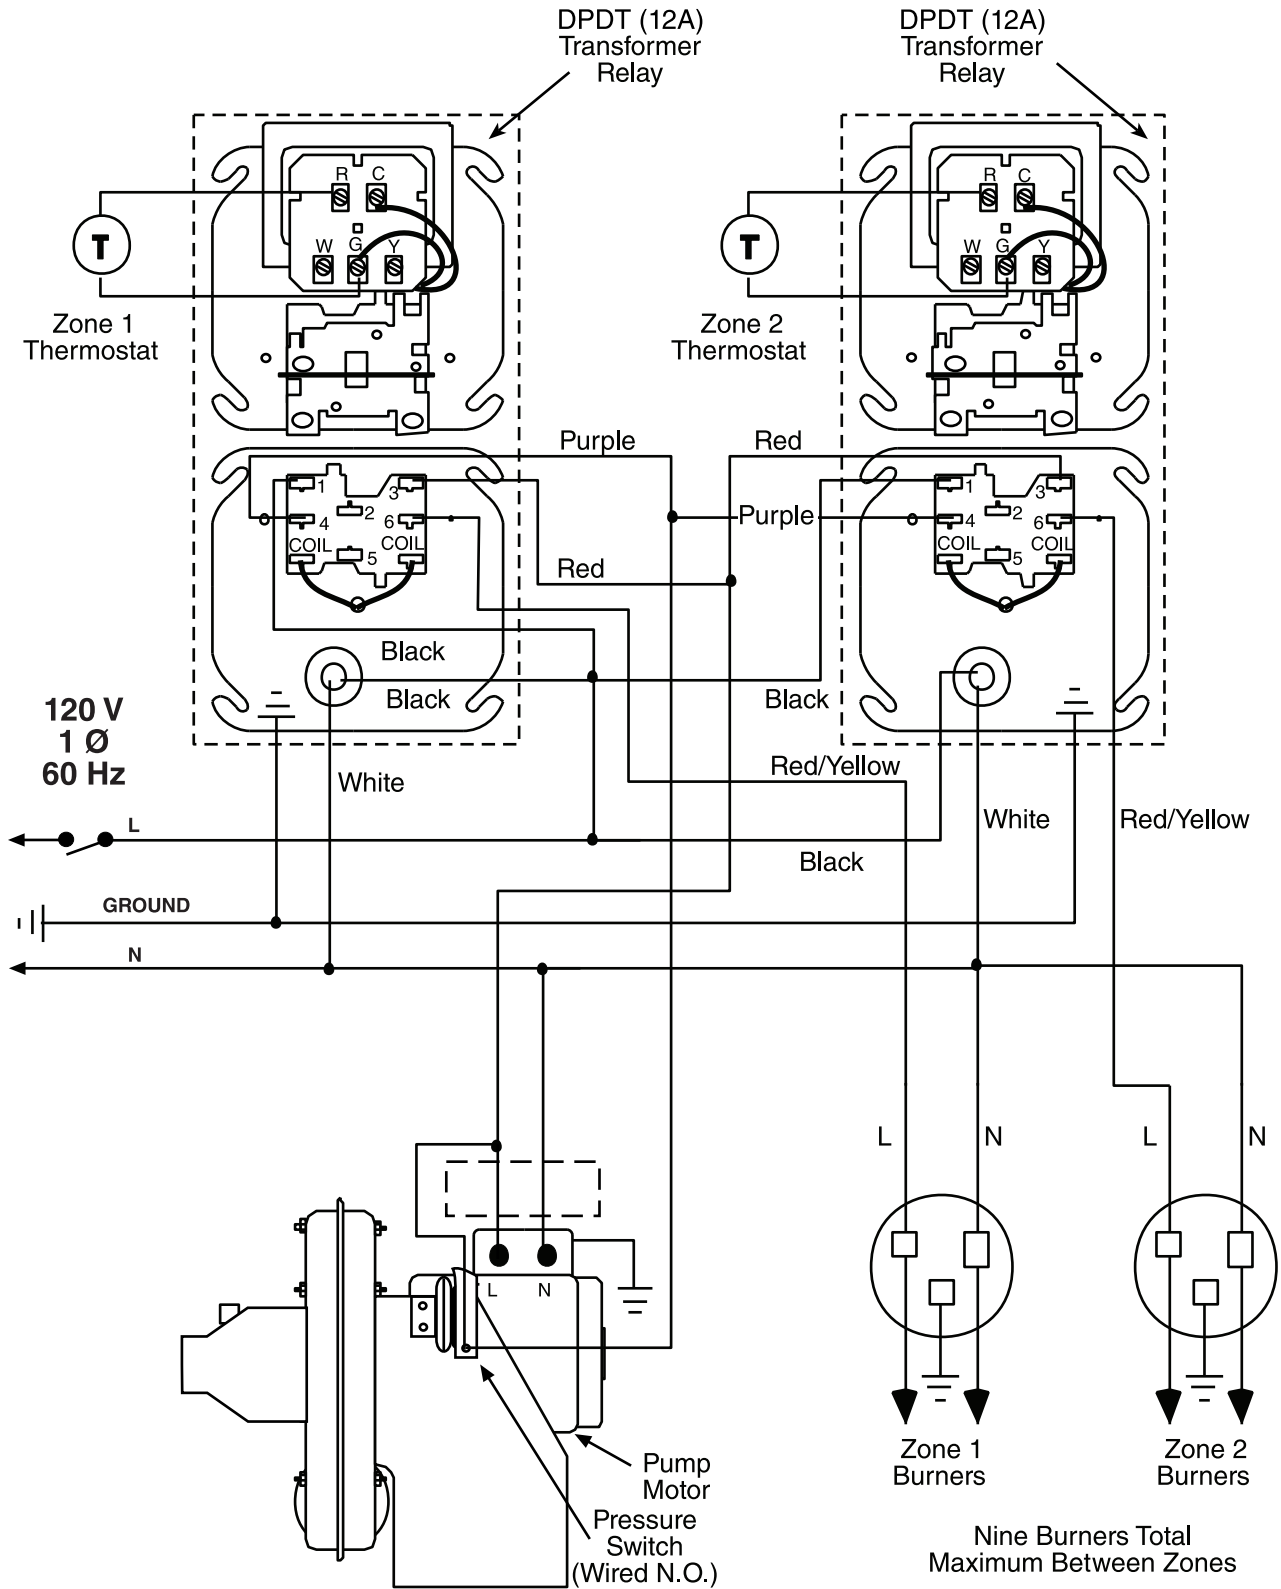 DPDT (12A)
Transformer
Relay
DPDT (12A)
Transformer
Relay
R C
W G Y
T
Zone 1
Thermostat
R C
W G Y
T
Zone 2
Thermostat
Purple
Red
1 3
2
4 6
COIL 5 COIL
Purple
1 3
2
4 6
COIL 5 COIL
Red
Black
Black
Black
120 V
1 Ø
60 Hz
White
Red/Yellow
White
Red/Yellow
L
Black
GROUND
N
L N
L N
L N
Zone 1
Burners
Zone 2
Burners
Pump
Motor
Pressure
Switch
(Wired N.O.)
Nine Burners Total
Maximum Between Zones